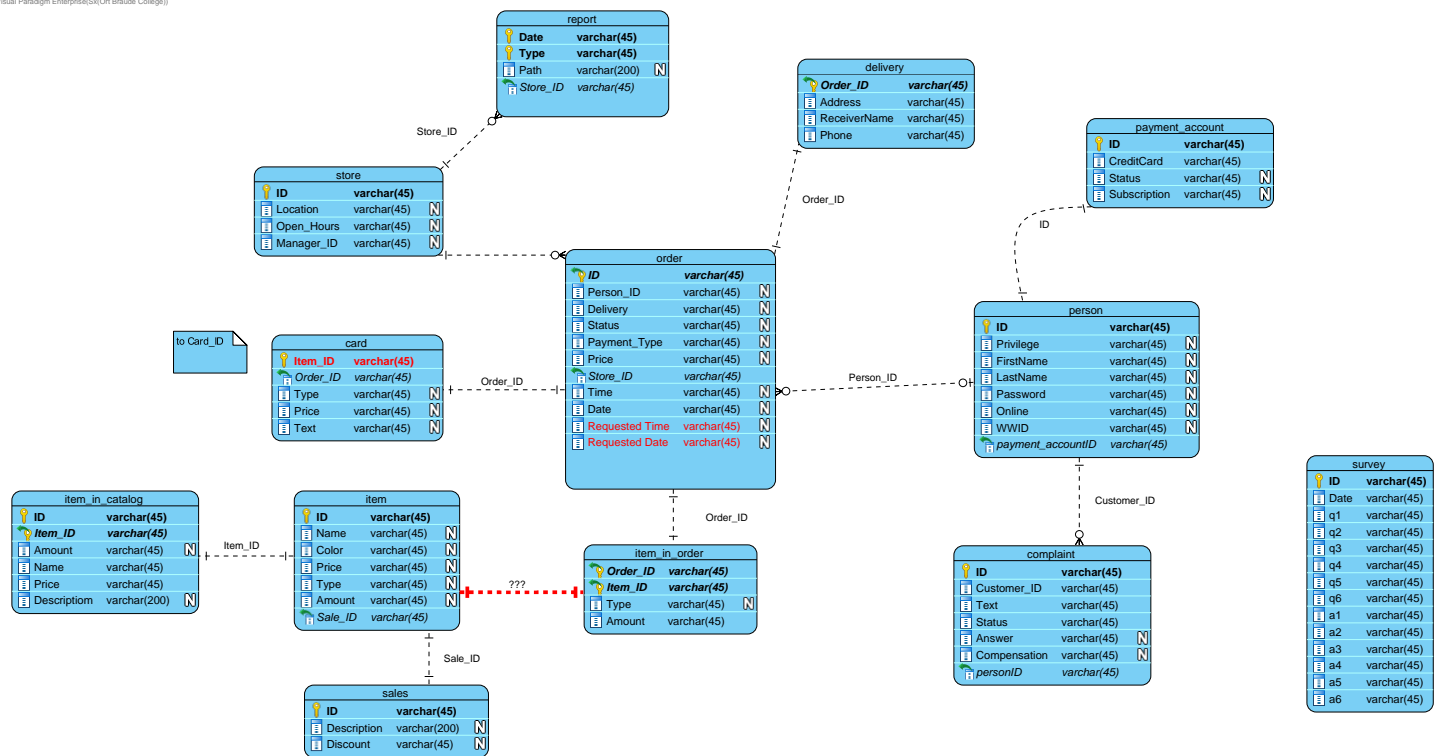 Visual Paradigm Enterprise(Sx(Ort Braude College))
report
Date varchar(45)
Type varchar(45)
Path varchar(200) N
Store_ID varchar(45)
delivery
Order_ID varchar(45)
Address varchar(45)
ReceiverName varchar(45)
Phone varchar(45)
payment_account
ID varchar(45)
CreditCard varchar(45)
Status varchar(45) N
Subscription varchar(45) N
Store_ID
store
ID varchar(45)
Location varchar(45) N
Open_Hours varchar(45) N
Manager_ID varchar(45) N
Order_ID
ID
order
ID varchar(45)
Person_ID varchar(45) N
Delivery varchar(45) N
Status varchar(45) N
Payment_Type varchar(45) N
Price varchar(45) N
Store_ID varchar(45)
Time varchar(45) N
Date varchar(45) N
Requested Time varchar(45) N
Requested Date varchar(45) N
person
ID varchar(45)
Privilege varchar(45) N
FirstName varchar(45) N
LastName varchar(45) N
Password varchar(45) N
Online varchar(45) N
WWID varchar(45) N
payment_accountID varchar(45)
to Card_ID
card
Item_ID varchar(45)
Order_ID varchar(45)
Type varchar(45) N
Price varchar(45) N
Text varchar(45) N
Order_ID
Person_ID
item_in_catalog
ID varchar(45)
Item_ID varchar(45)
Amount varchar(45) N
Name varchar(45)
Price varchar(45)
Descriptiom varchar(200) N
Item_ID
item
ID varchar(45)
Name varchar(45) N
Color varchar(45) N
Price varchar(45) N
Type varchar(45) N
Amount varchar(45) N
Sale_ID varchar(45)
???
Order_ID
item_in_order
Order_ID varchar(45)
Item_ID varchar(45)
Type varchar(45) N
Amount varchar(45)
Customer_ID
complaint
ID varchar(45)
Customer_ID varchar(45)
Text varchar(45)
Status varchar(45)
Answer varchar(45) N
Compensation varchar(45) N
personID varchar(45)
survey
ID varchar(45)
Date varchar(45)
q1 varchar(45)
q2 varchar(45)
q3 varchar(45)
q4 varchar(45)
q5 varchar(45)
q6 varchar(45)
a1 varchar(45)
a2 varchar(45)
a3 varchar(45)
a4 varchar(45)
a5 varchar(45)
a6 varchar(45)
Sale_ID
sales
ID varchar(45)
Description varchar(200) N
Discount varchar(45) N